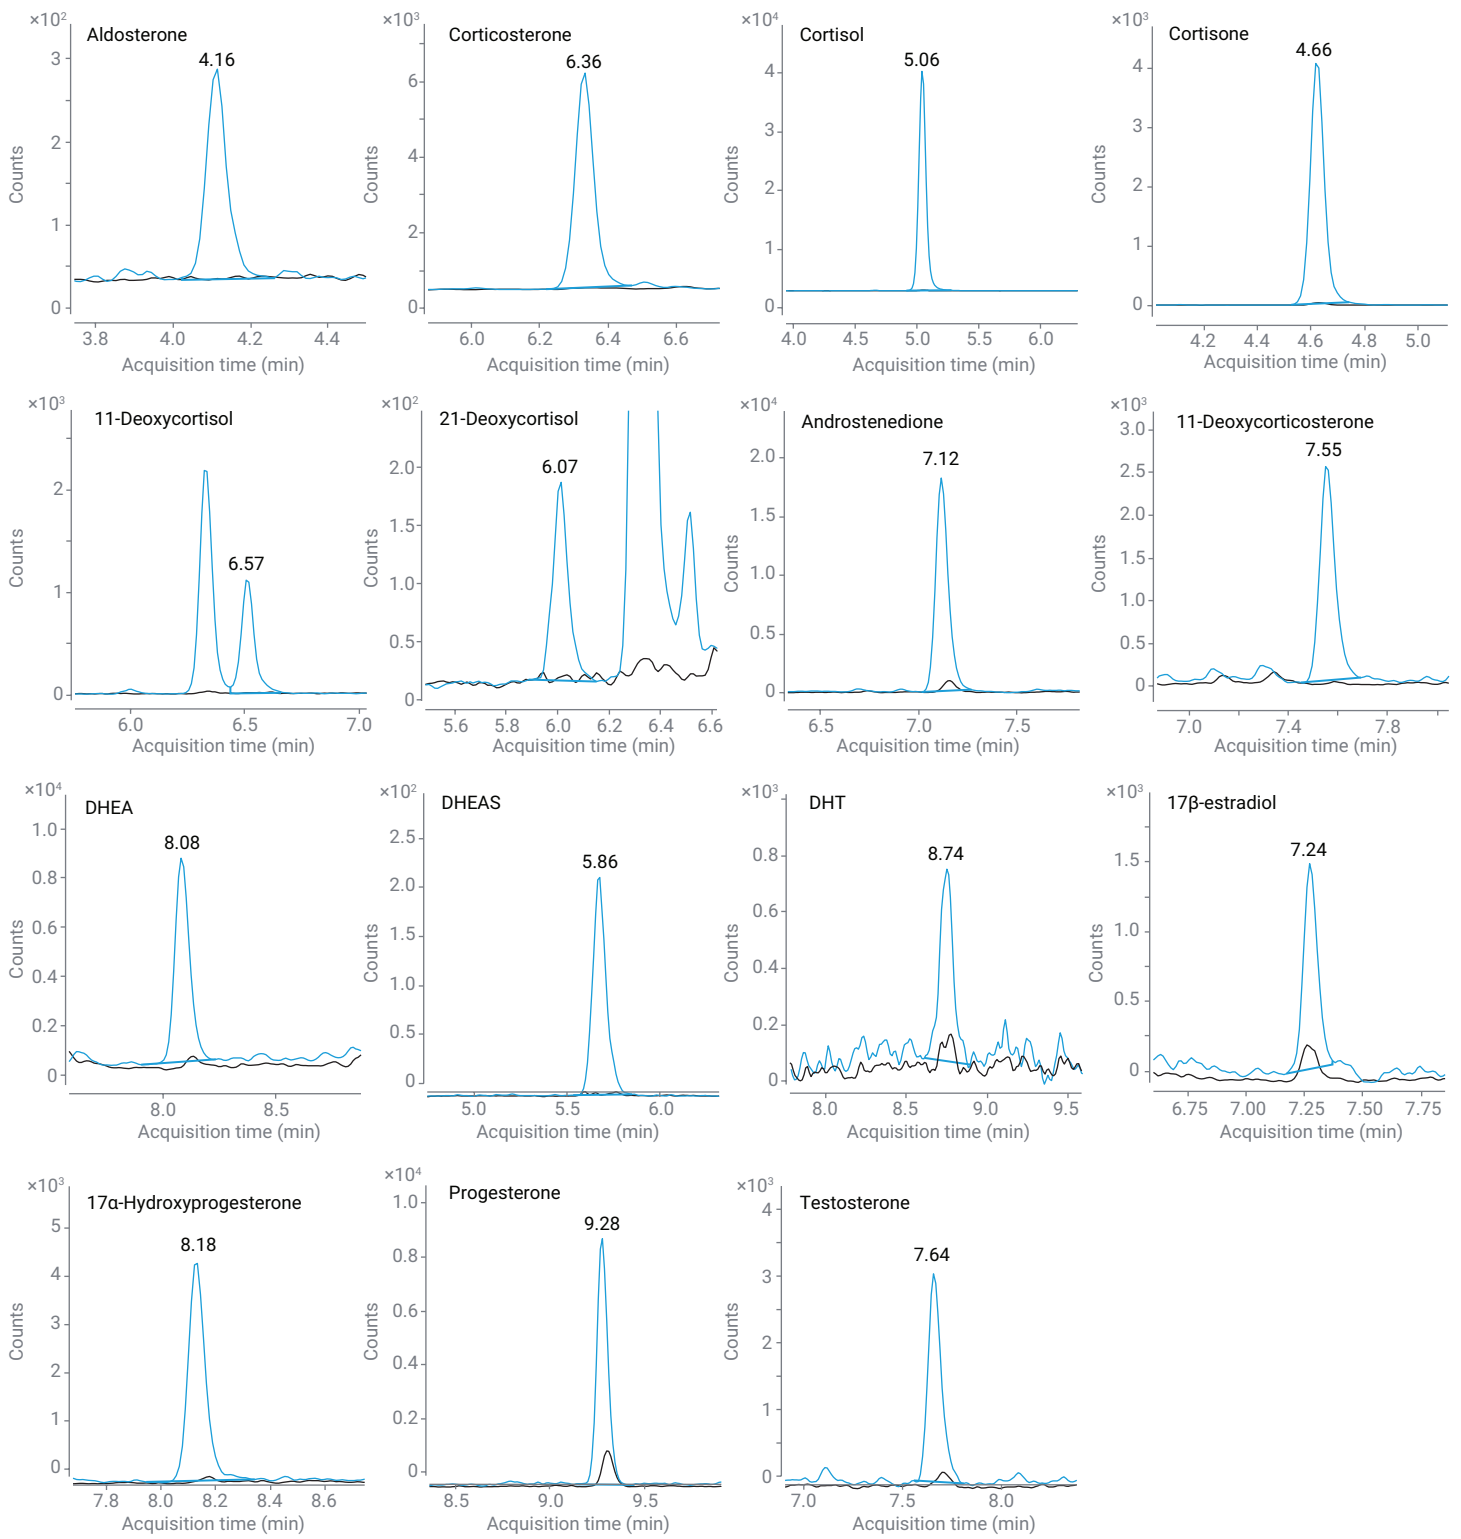 ×10²
Aldosterone
4.16
3
2
1
0
Counts
3.8 4.0 4.2 4.4
Acquisition time (min)
×10³
Corticosterone
6.36
6
4
2
0
Counts
6.0 6.2 6.4 6.6
Acquisition time (min)
×10⁴
Cortisol
5.06
4
3
2
1
0
Counts
4.0 4.5 5.0 5.5 6.0
Acquisition time (min)
×10³
Cortisone
4.66
4
3
2
1
0
Counts
4.2 4.4 4.6 4.8 5.0
Acquisition time (min)
×10³
11-Deoxycortisol
6.57
2
1
0
Counts
6.0 6.5 7.0
Acquisition time (min)
×10²
21-Deoxycortisol
6.07
2.0
1.5
1.0
0.5
0
Counts
5.6 5.8 6.0 6.2 6.4 6.6
Acquisition time (min)
×10⁴
Androstenedione
7.12
2.0
1.5
1.0
0.5
0
Counts
6.5 7.0 7.5
Acquisition time (min)
×10³
11-Deoxycorticosterone
7.55
3.0
2.5
2.0
1.5
1.0
0.5
0
Counts
7.0 7.4 7.8
Acquisition time (min)
×10⁴
DHEA
8.08
1.0
0.8
0.6
0.4
0.2
0
Counts
8.0 8.5
Acquisition time (min)
×10²
DHEAS
5.86
2.5
2.0
1.5
1.0
0.5
0
Counts
5.0 5.5 6.0
Acquisition time (min)
×10³
DHT
8.74
0.8
0.6
0.4
0.2
0
Counts
8.0 8.5 9.0 9.5
Acquisition time (min)
×10³
17β-estradiol
7.24
1.5
1.0
0.5
0
Counts
6.75 7.00 7.25 7.50 7.75
Acquisition time (min)
×10³
17α-Hydroxyprogesterone
8.18
5
4
3
2
1
0
Counts
7.8 8.0 8.2 8.4 8.6
Acquisition time (min)
×10⁴
Progesterone
9.28
1.0
0.8
0.6
0.4
0.2
0
Counts
8.5 9.0 9.5
Acquisition time (min)
×10³
Testosterone
7.64
4
3
2
1
0
Counts
7.0 7.5 8.0
Acquisition time (min)